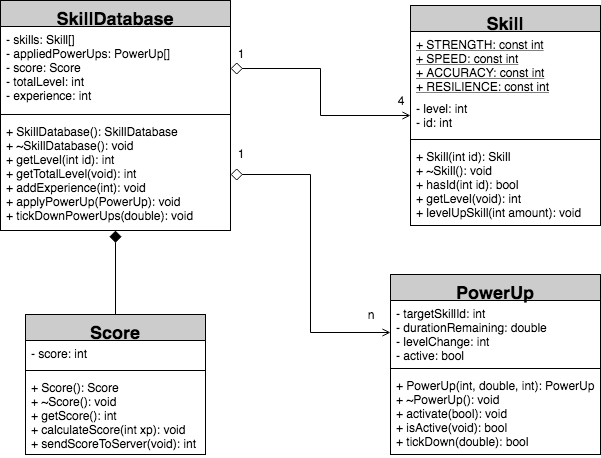 SkillDatabase
- skills: Skill[]
- appliedPowerUps: PowerUp[]
- score: Score
- totalLevel: int
- experience: int
+ SkillDatabase(): SkillDatabase
+ ~SkillDatabase(): void
+ getLevel(int id): int
+ getTotalLevel(void): int
+ addExperience(int): void
+ applyPowerUp(PowerUp): void
+ tickDownPowerUps(double): void
1
4
1
n
Skill
+ STRENGTH: const int
+ SPEED: const int
+ ACCURACY: const int
+ RESILIENCE: const int
- level: int
- id: int
+ Skill(int id): Skill
+ ~Skill(): void
+ hasId(int id): bool
+ getLevel(void): int
+ levelUpSkill(int amount): void
Score
- score: int
+ Score(): Score
+ ~Score(): void
+ getScore(): int
+ calculateScore(int xp): void
+ sendScoreToServer(void): int
PowerUp
- targetSkillId: int
- durationRemaining: double
- levelChange: int
- active: bool
+ PowerUp(int, double, int): PowerUp
+ ~PowerUp(): void
+ activate(bool): void
+ isActive(void): bool
+ tickDown(double): bool